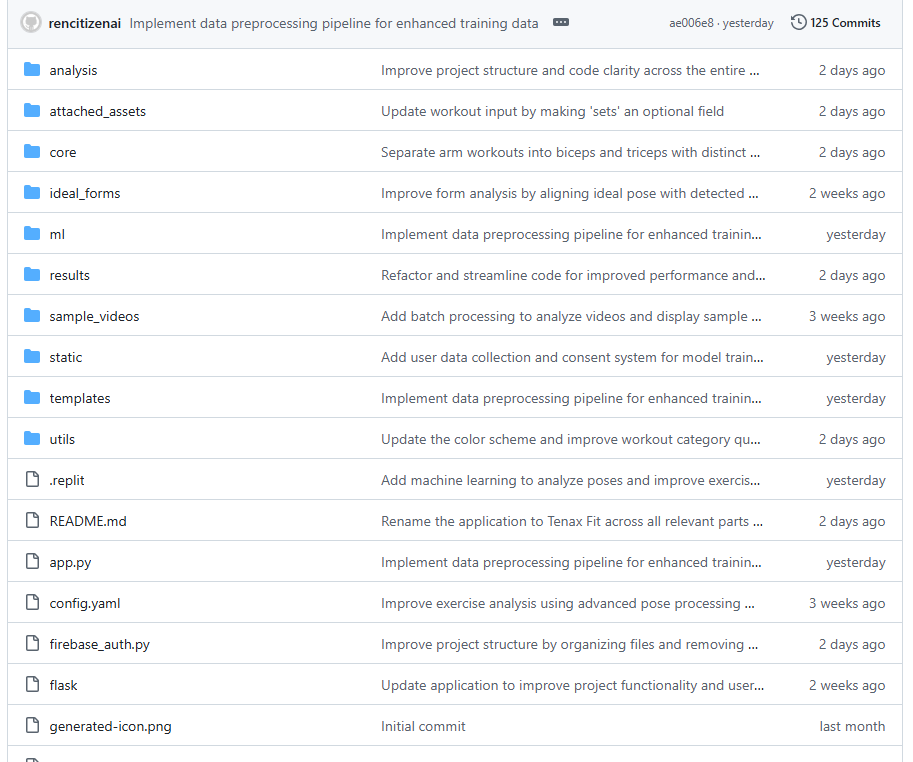 rencitizenai Implement data preprocessing pipeline for enhanced training data ae006e8 · yesterday 125 Commits
analysis Improve project structure and code clarity across the entire ... 2 days ago
attached_assets Update workout input by making 'sets' an optional field 2 days ago
core Separate arm workouts into biceps and triceps with distinct ... 2 days ago
ideal_forms Improve form analysis by aligning ideal pose with detected ... 2 weeks ago
ml Implement data preprocessing pipeline for enhanced trainin... yesterday
results Refactor and streamline code for improved performance and... 2 days ago
sample_videos Add batch processing to analyze videos and display sample ... 3 weeks ago
static Add user data collection and consent system for model train... yesterday
templates Implement data preprocessing pipeline for enhanced trainin... yesterday
utils Update the color scheme and improve workout category qu... 2 days ago
.replit Add machine learning to analyze poses and improve exercis... yesterday
README.md Rename the application to Tenax Fit across all relevant parts ... 2 days ago
app.py Implement data preprocessing pipeline for enhanced trainin... yesterday
config.yaml Improve exercise analysis using advanced pose processing ... 3 weeks ago
firebase_auth.py Improve project structure by organizing files and removing ... 2 days ago
flask Update application to improve project functionality and user... 2 weeks ago
generated-icon.png Initial commit last month